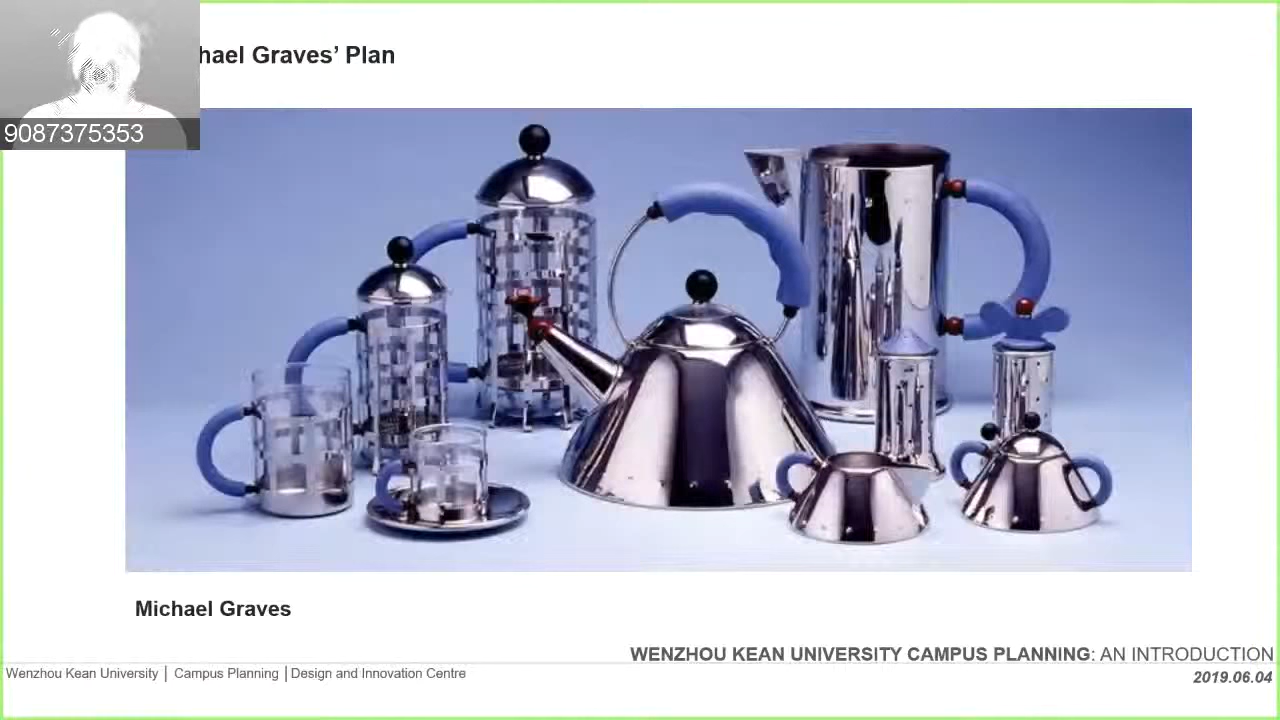 hael Graves’ Plan
9087375353
Michael Graves
WENZHOU KEAN UNIVERSITY CAMPUS PLANNING: AN INTRODUCTION
Wenzhou Kean University | Campus Planning | Design and Innovation Centre
2019.06.04